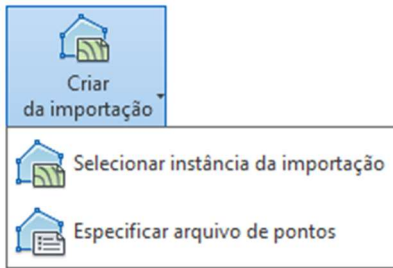 Criar
da importação
Selecionar instância da importação
Especificar arquivo de pontos